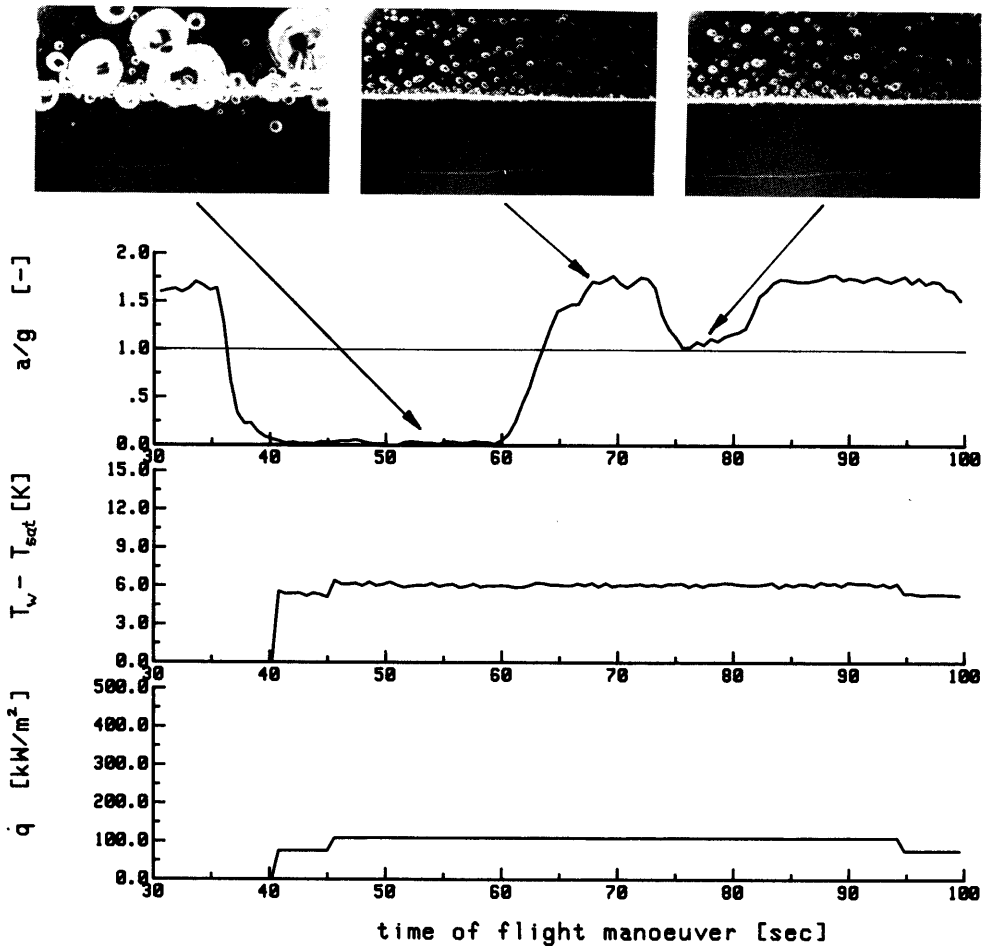 a/g [-]
2.0
1.5
1.0
.5
0.0
30 40 50 60 70 80 90 100
T_w - T_sat [K]
15.0
12.0
9.0
6.0
3.0
0.0
30 40 50 60 70 80 90 100
q̇ [kW/m²]
500.0
400.0
300.0
200.0
100.0
0.0
30 40 50 60 70 80 90 100
time of flight manoeuver [sec]